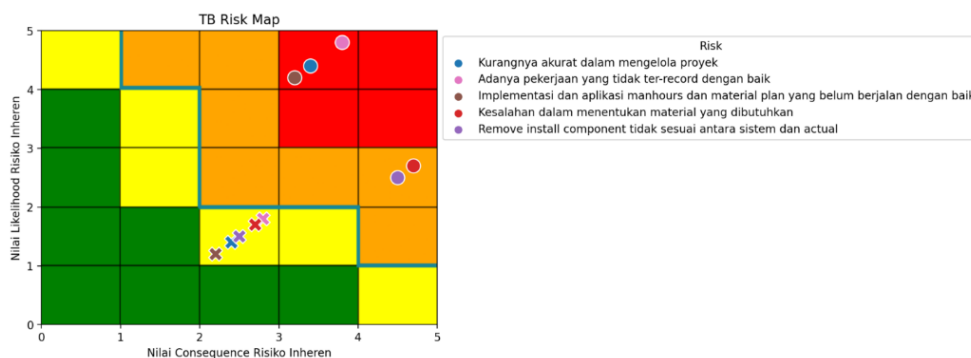 TB Risk Map
5
4
3
2
1
0
0 1 2 3 4 5
Nilai Likelihood Risiko Inheren
Nilai Consequence Risiko Inheren
Risk
Kurangnya akurat dalam mengelola proyek
Adanya pekerjaan yang tidak ter-record dengan baik
Implementasi dan aplikasi manhours dan material plan yang belum berjalan dengan baik
Kesalahan dalam menentukan material yang dibutuhkan
Remove install component tidak sesuai antara sistem dan actual